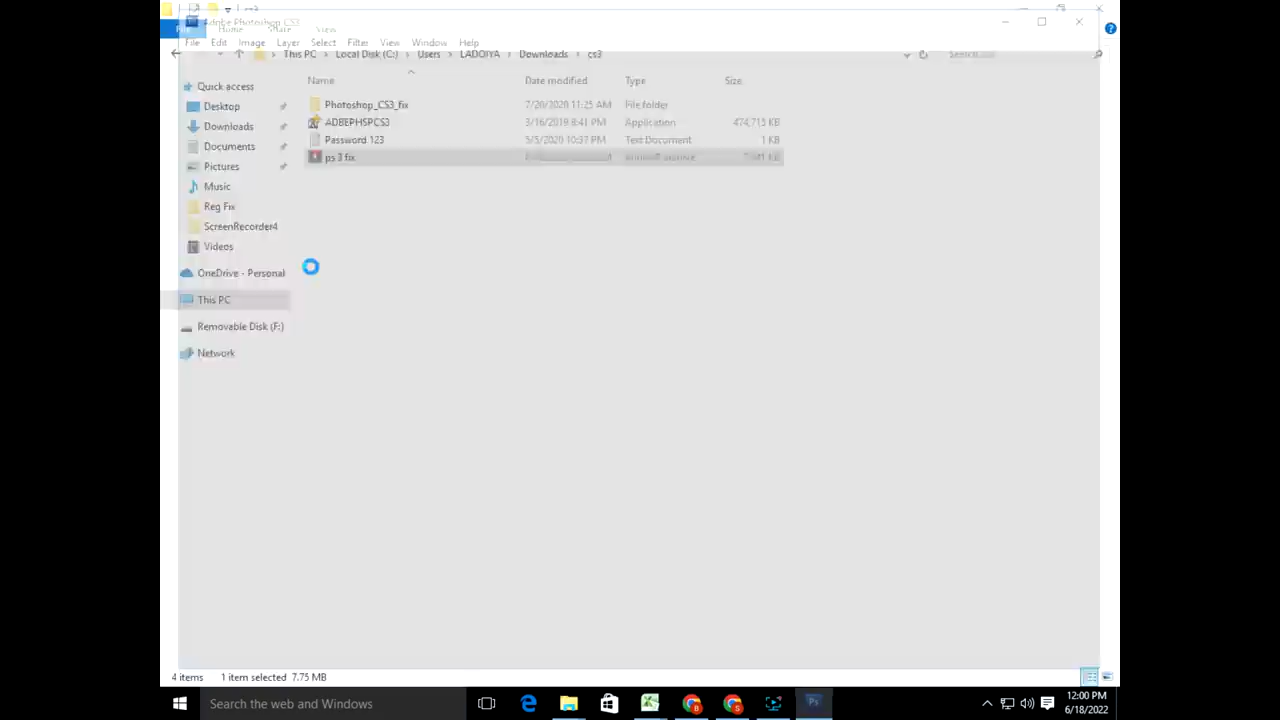 Adobe Photoshop CS3
File Home Share View
File Edit Image Layer Select Filter View Window Help
This PC Local Disk (C:) Users LADOIYA Downloads cs3
Name Date modified Type Size
Quick access
Photoshop_CS3_fix 7/26/2020 11:25 AM File folder
Desktop
ADBEPHSPCS3 3/16/2019 8:41 PM Application 474,715 KB
Downloads
Password 123 5/5/2020 10:37 PM Text Document 1 KB
Documents
ps 3 fix
Pictures
Music
Reg Fix
ScreenRecorder4
Videos
OneDrive - Personal
This PC
Removable Disk (F:)
Network
4 items 1 item selected 7.75 MB
Search the web and Windows
12:00 PM
6/18/2022